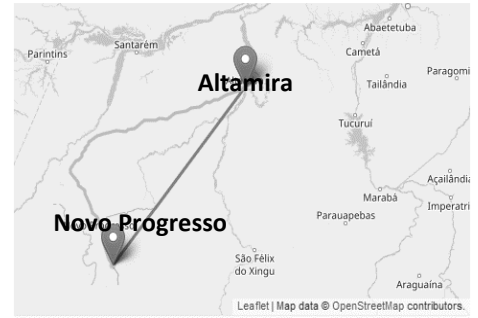 Abaetetuba
Santarém
Parintins
Cametá
Altamira
Paragomi
Tailândia
Tucuruí
Açailândia
Marabá
Imperatri
Parauapebas
Novo Progresso
São Félix
do Xingu
Araguaína
Leaflet | Map data © OpenStreetMap contributors.